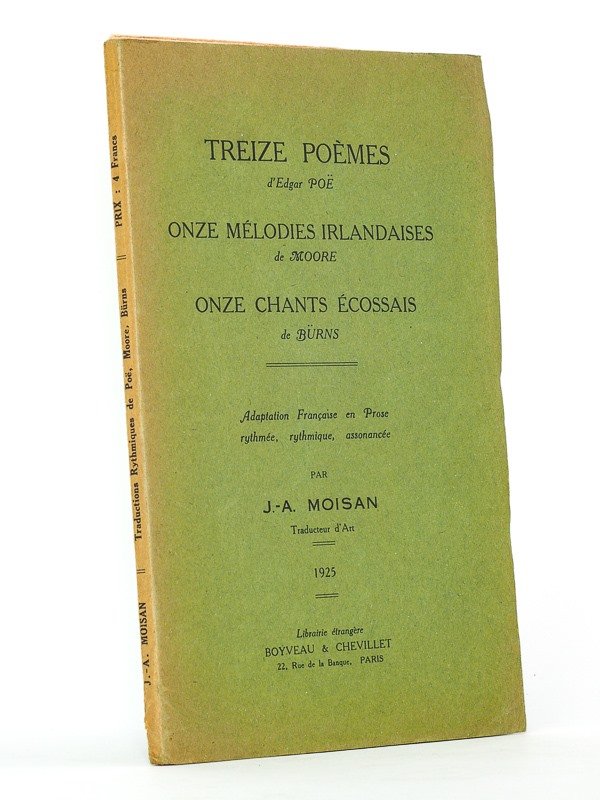 TREIZE POÈMES
d'Edgar POË
ONZE MÉLODIES IRLANDAISES
de MOORE
ONZE CHANTS ÉCOSSAIS
de BÜRNS
Adaptation Française en Prose
rythmée, rythmique, assonancée
PAR
J.-A. MOISAN
Traducteur d'Art
1925
Librairie étrangère
BOYVEAU & CHEVILLET
22, Rue de la Banque, PARIS
J.-A. MOISAN Traductions Rythmiques de Poë, Moore, Bürns PRIX : 4 Francs